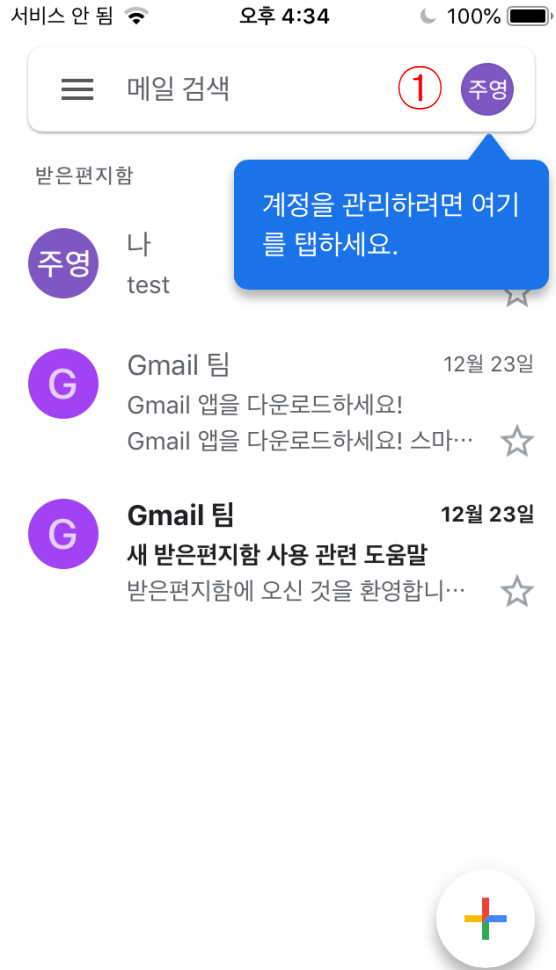 서비스 안 됨 오후 4:34 100%
메일 검색 ① 주영
받은편지함
계정을 관리하려면 여기
를 탭하세요.
주영 나
test
G Gmail 팀 12월 23일
Gmail 앱을 다운로드하세요!
Gmail 앱을 다운로드하세요! 스마…
G Gmail 팀 12월 23일
새 받은편지함 사용 관련 도움말
받은편지함에 오신 것을 환영합니…